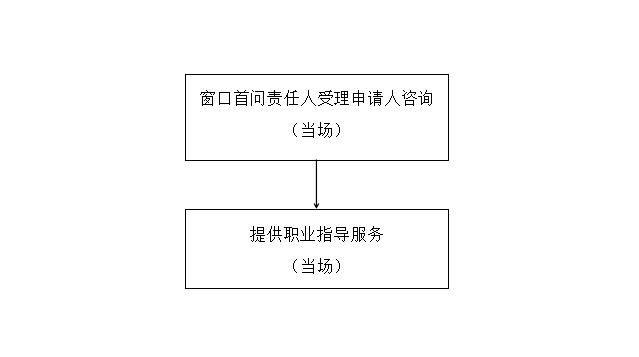 窗口首问责任人受理申请人咨询
（当场）
提供职业指导服务
（当场）